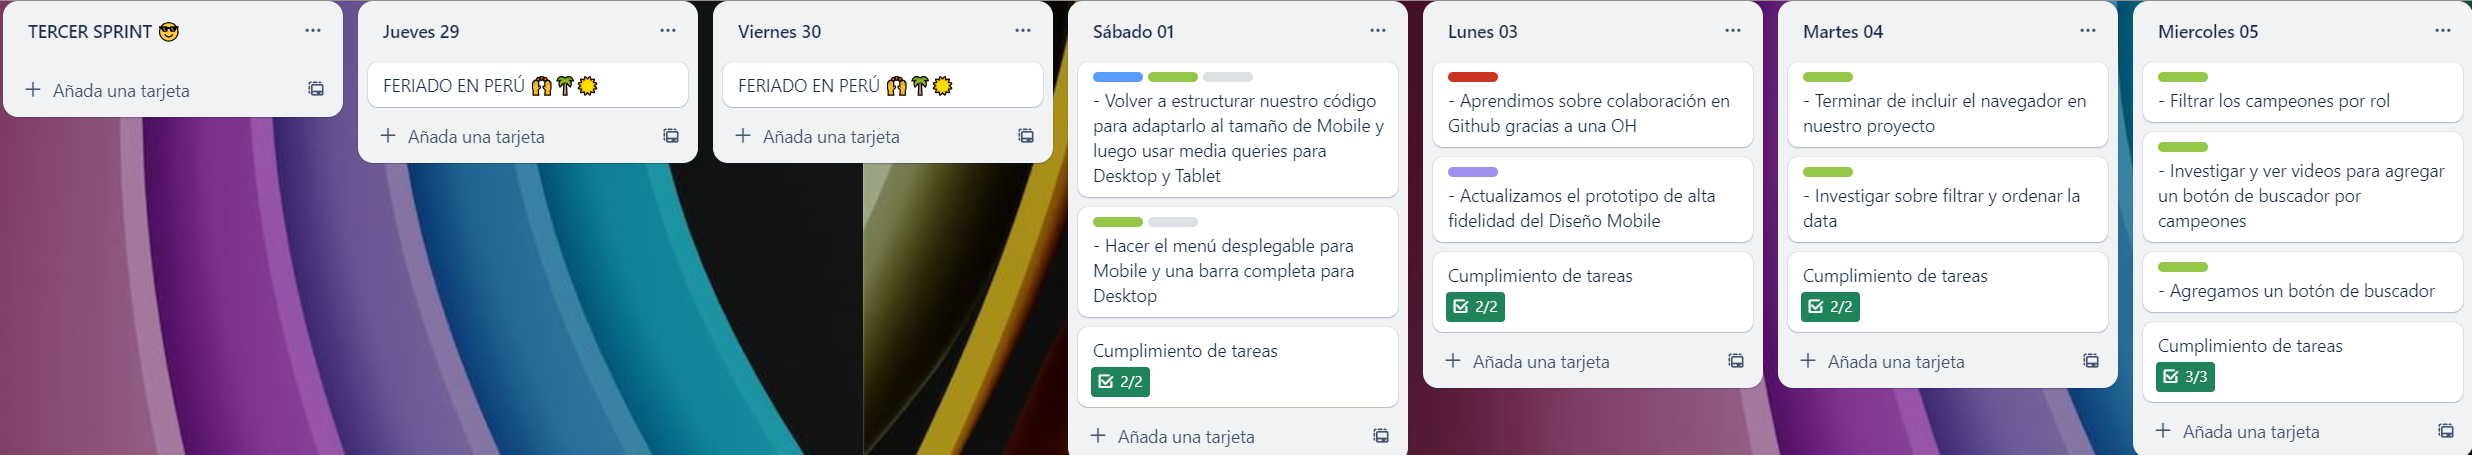 TERCER SPRINT 😎
Añada una tarjeta
Jueves 29
FERIADO EN PERÚ 🙌🌴☀
Añada una tarjeta
Viernes 30
FERIADO EN PERÚ 🙌🌴☀
Añada una tarjeta
Sábado 01
- Volver a estructurar nuestro código
para adaptarlo al tamaño de Mobile y
luego usar media queries para
Desktop y Tablet
- Hacer el menú desplegable para
Mobile y una barra completa para
Desktop
Cumplimiento de tareas
2/2
Añada una tarjeta
Lunes 03
- Aprendimos sobre colaboración en
Github gracias a una OH
- Actualizamos el prototipo de alta
fidelidad del Diseño Mobile
Cumplimiento de tareas
2/2
Añada una tarjeta
Martes 04
- Terminar de incluir el navegador en
nuestro proyecto
- Investigar sobre filtrar y ordenar la
data
Cumplimiento de tareas
2/2
Añada una tarjeta
Miercoles 05
- Filtrar los campeones por rol
- Investigar y ver videos para agregar
un botón de buscador por
campeones
- Agregamos un botón de buscador
Cumplimiento de tareas
3/3
Añada una tarjeta